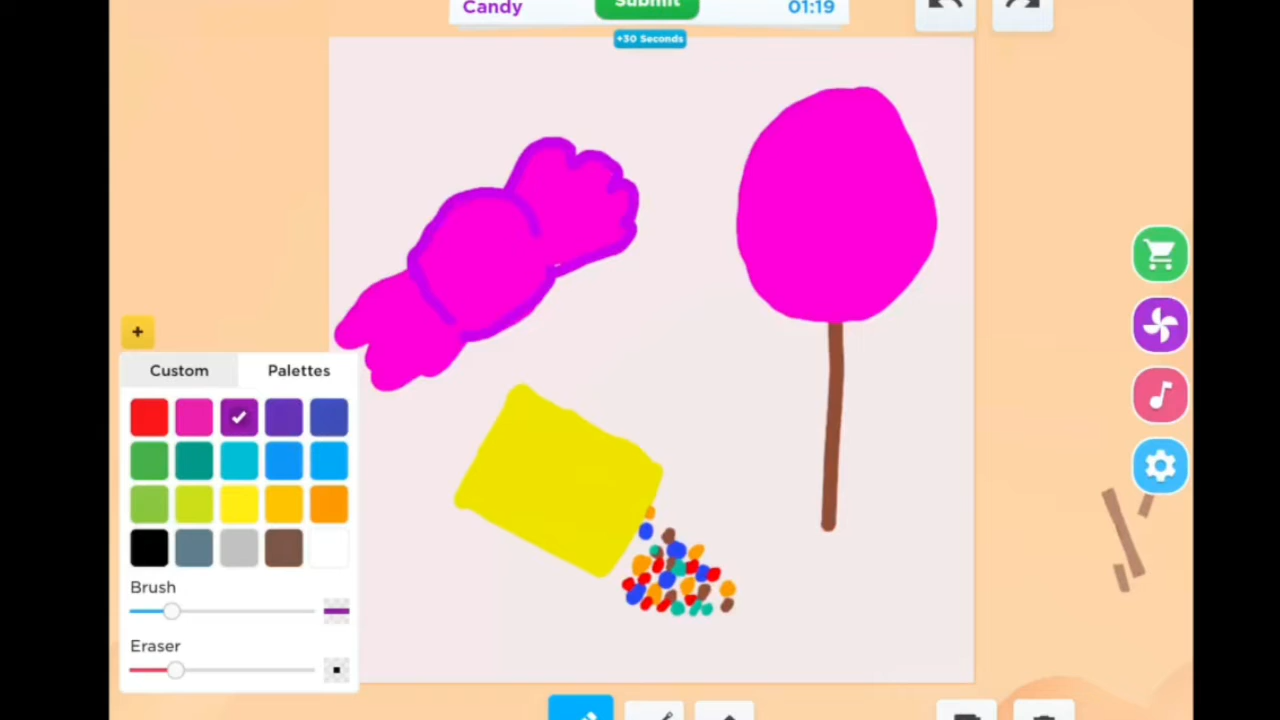 Candy
Submit
01:19
+30 Seconds
+
Custom
Palettes
Brush
Eraser